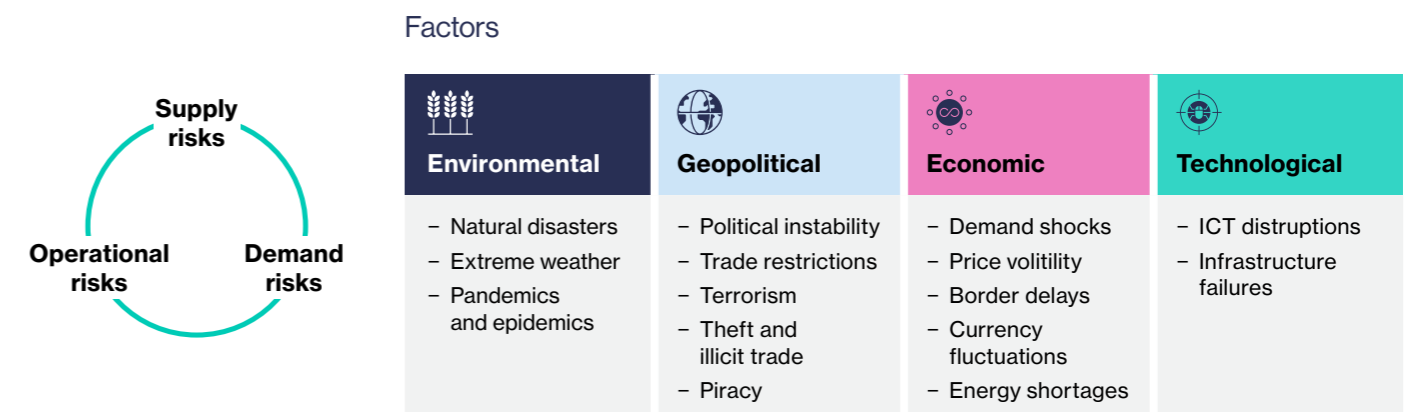 Factors
Supply
risks
Operational
risks
Demand
risks
Environmental
– Natural disasters
– Extreme weather
– Pandemics
and epidemics
Geopolitical
– Political instability
– Trade restrictions
– Terrorism
– Theft and
illicit trade
– Piracy
Economic
– Demand shocks
– Price volitility
– Border delays
– Currency
fluctuations
– Energy shortages
Technological
– ICT distruptions
– Infrastructure
failures